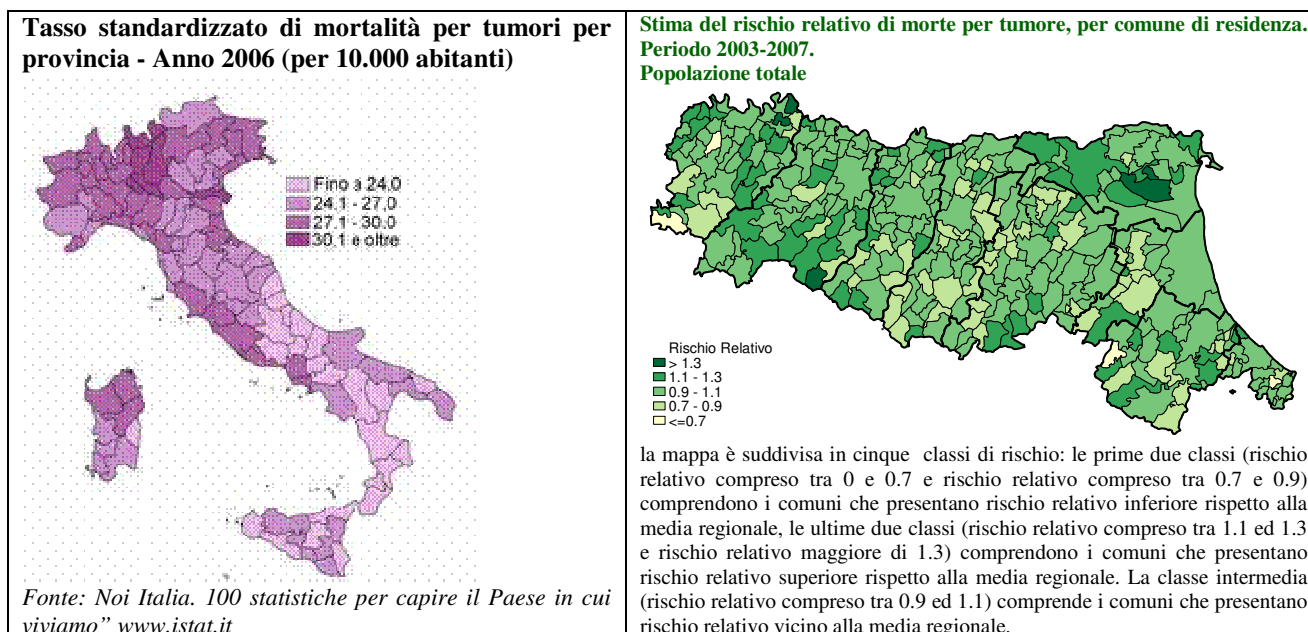 Tasso standardizzato di mortalità per tumori per
provincia - Anno 2006 (per 10.000 abitanti)
Fino a 24,0
24,1 - 27,0
27,1 - 30,0
30,1 e oltre
Fonte: Noi Italia. 100 statistiche per capire il Paese in cui
viviamo” www.istat.it
Stima del rischio relativo di morte per tumore, per comune di residenza.
Periodo 2003-2007.
Popolazione totale
Rischio Relativo
> 1.3
1.1 - 1.3
0.9 - 1.1
0.7 - 0.9
<=0.7
la mappa è suddivisa in cinque classi di rischio: le prime due classi (rischio
relativo compreso tra 0 e 0.7 e rischio relativo compreso tra 0.7 e 0.9)
comprendono i comuni che presentano rischio relativo inferiore rispetto alla
media regionale, le ultime due classi (rischio relativo compreso tra 1.1 ed 1.3
e rischio relativo maggiore di 1.3) comprendono i comuni che presentano
rischio relativo superiore rispetto alla media regionale. La classe intermedia
(rischio relativo compreso tra 0.9 ed 1.1) comprende i comuni che presentano
rischio relativo vicino alla media regionale.